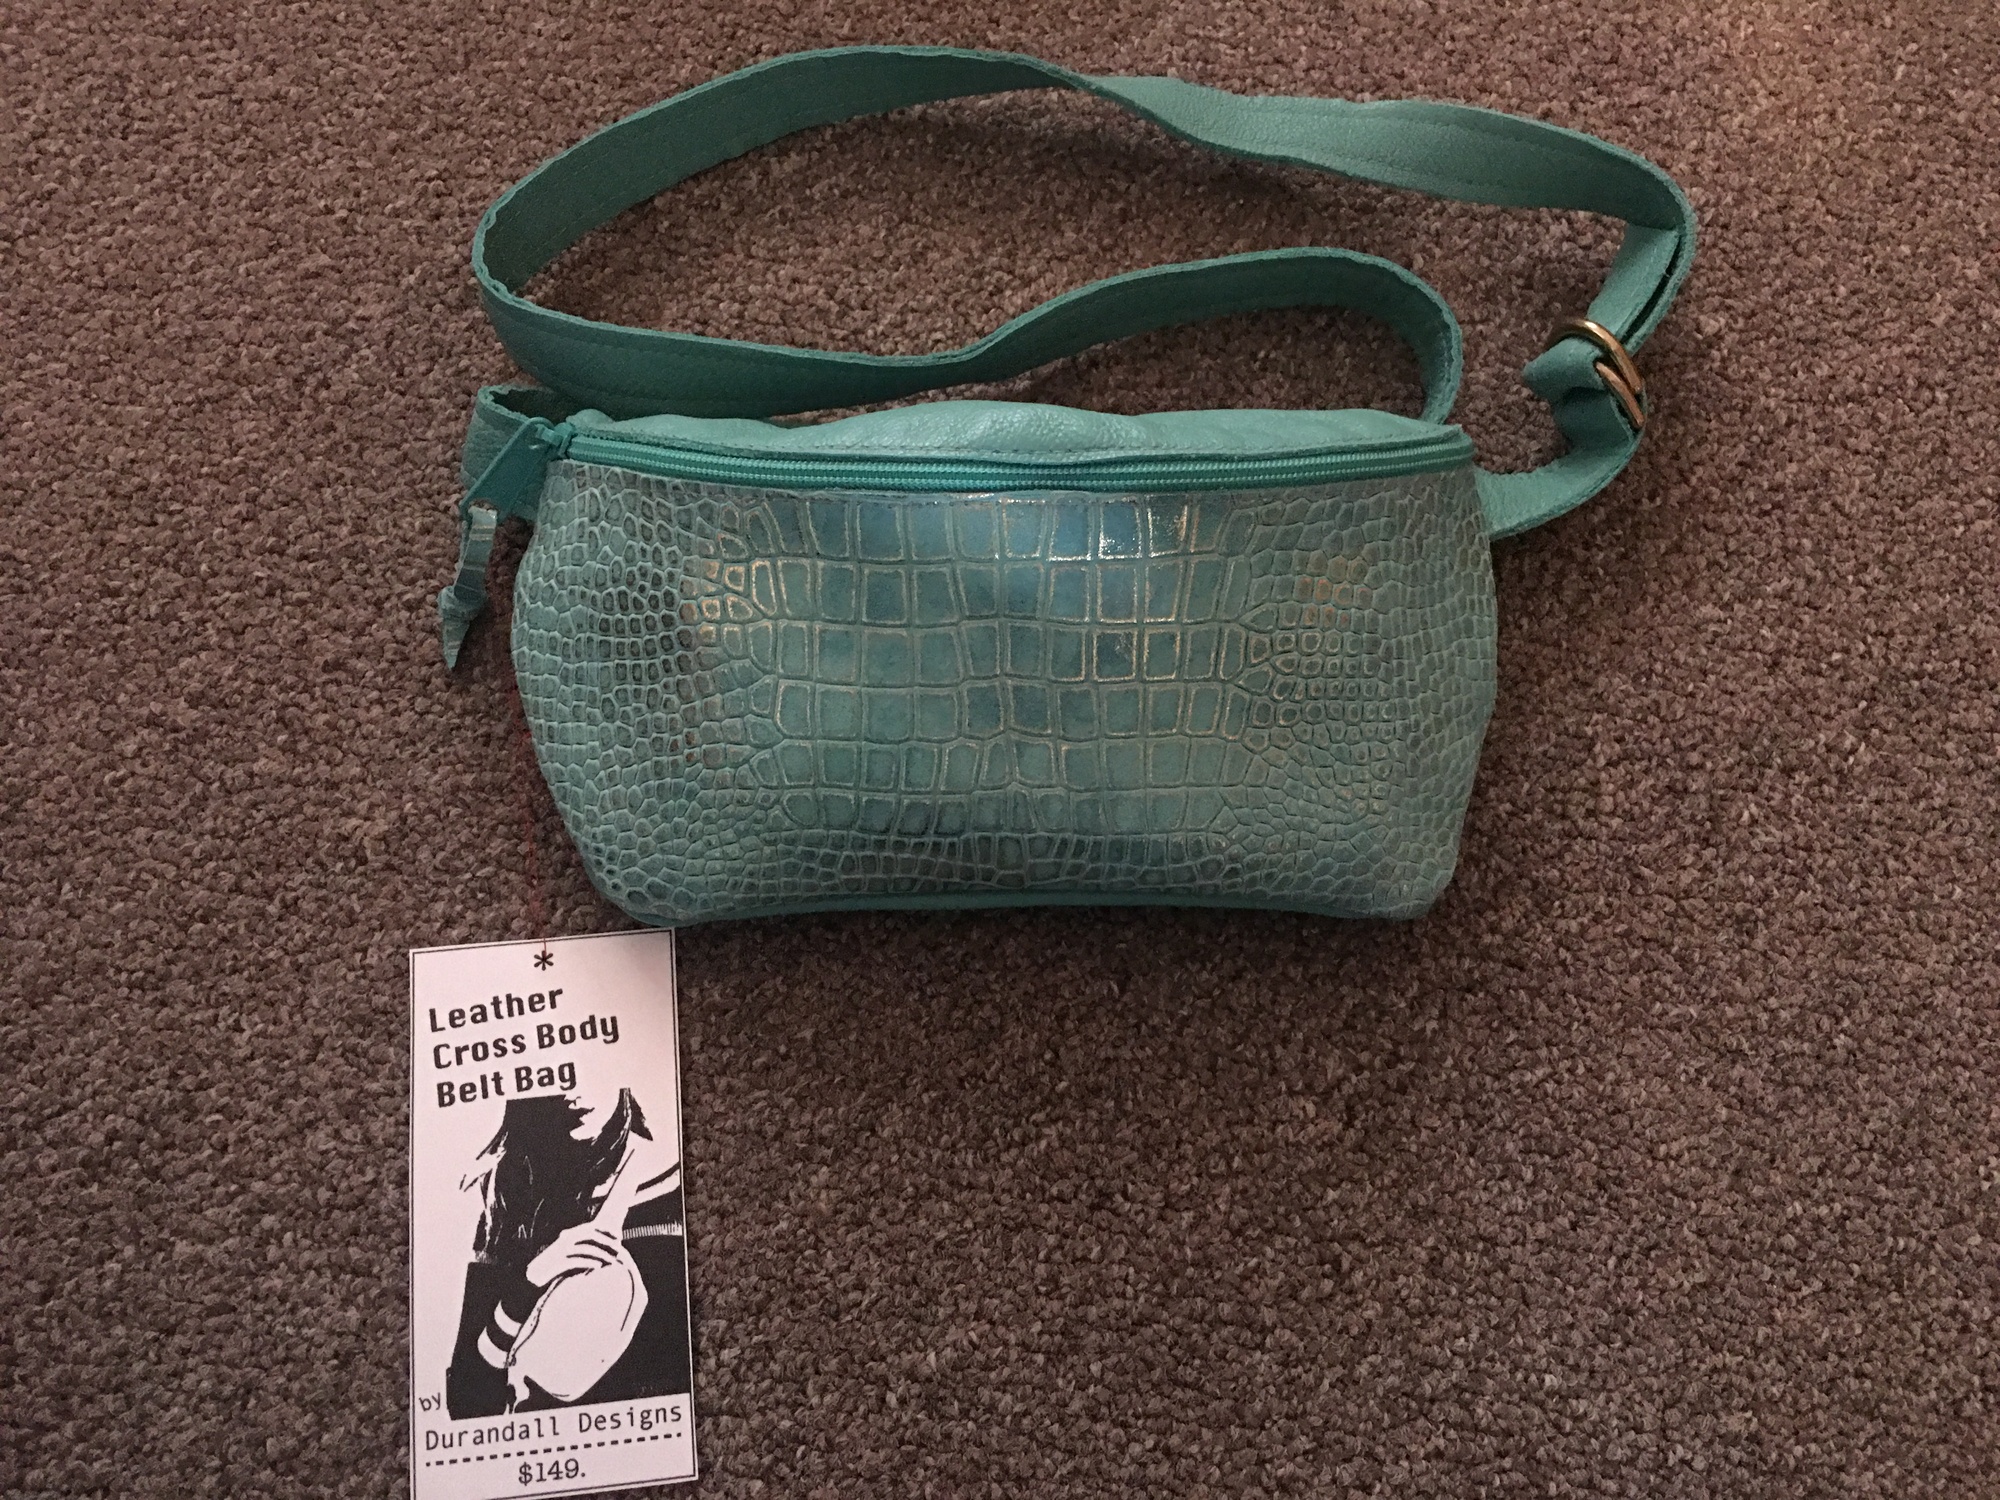 *
Leather
Cross Body
Belt Bag
by
Durandall Designs
$149.